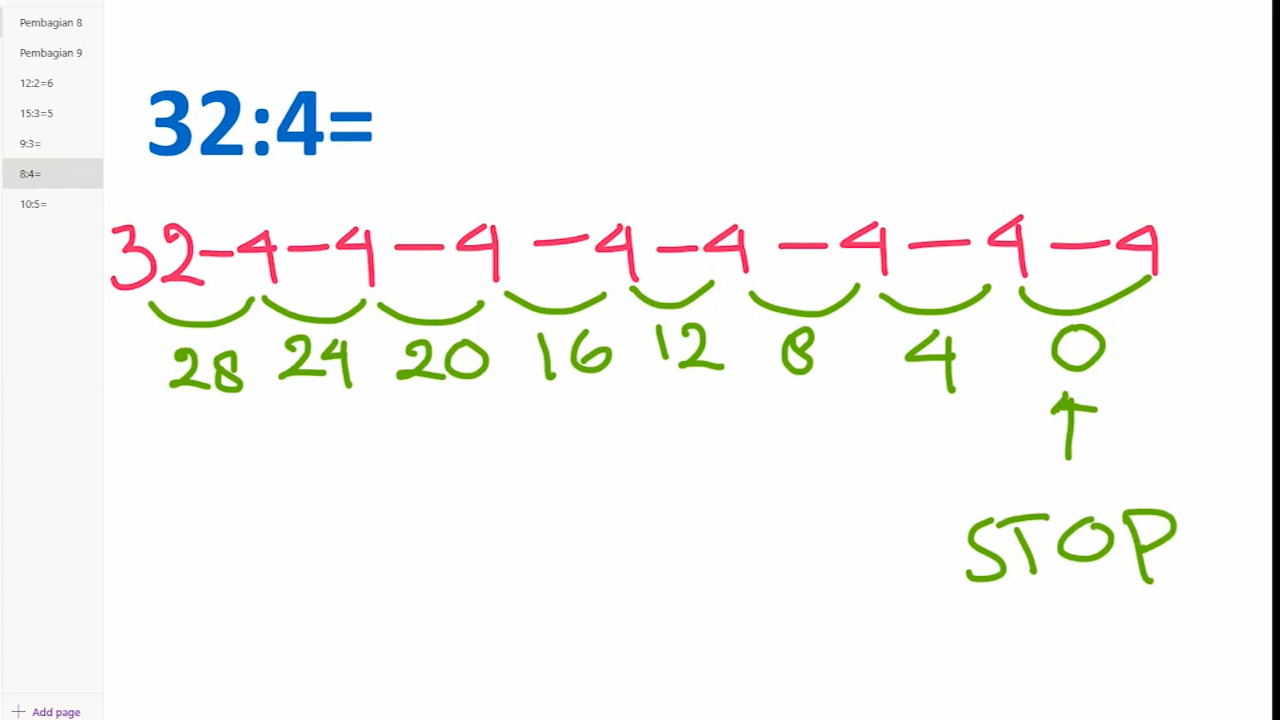 Pembagian 8
Pembagian 9
12:2=6
15:3=5
9:3=
8:4=
10:5=
+ Add page
32:4=
32-4-4-4-4-4-4-4-4
28 24 20 16 12 8 4 0
↑
STOP